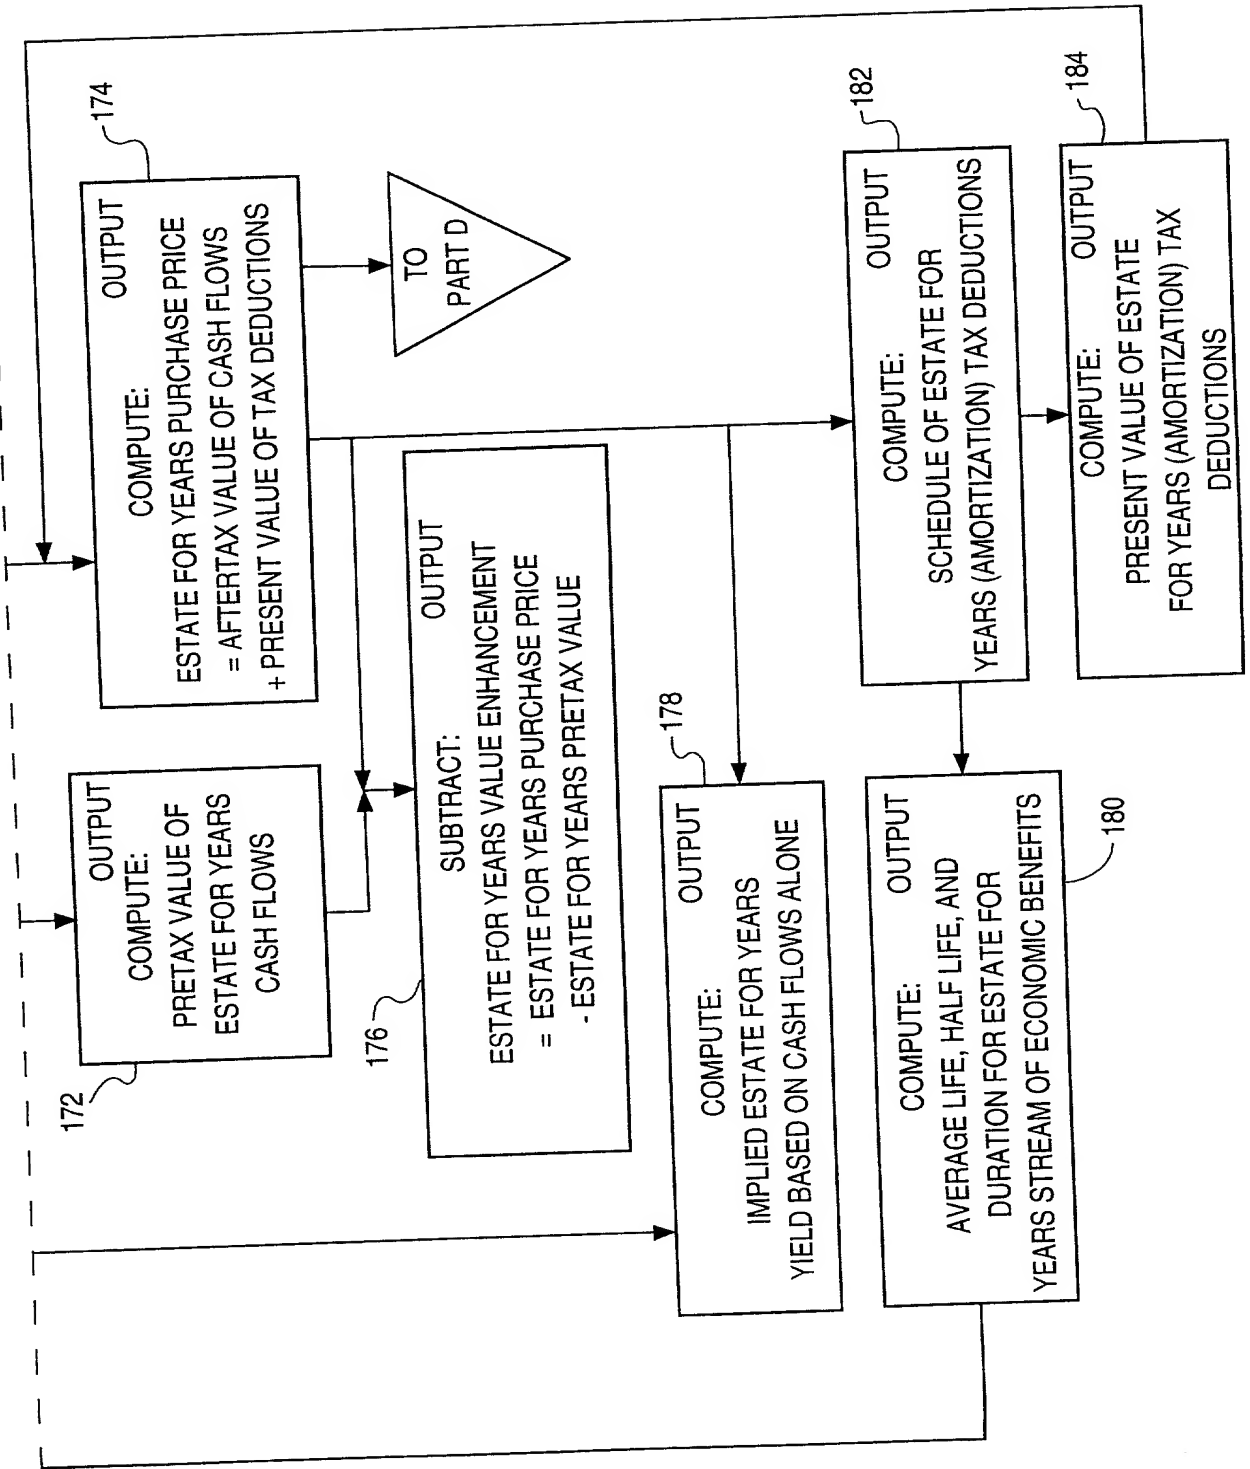 172
OUTPUT
COMPUTE:
PRETAX VALUE OF
ESTATE FOR YEARS
CASH FLOWS
174
OUTPUT
COMPUTE:
ESTATE FOR YEARS PURCHASE PRICE
= AFTERTAX VALUE OF CASH FLOWS
+ PRESENT VALUE OF TAX DEDUCTIONS
TO
PART D
176
OUTPUT
SUBTRACT:
ESTATE FOR YEARS VALUE ENHANCEMENT
= ESTATE FOR YEARS PURCHASE PRICE
- ESTATE FOR YEARS PRETAX VALUE
178
OUTPUT
COMPUTE:
IMPLIED ESTATE FOR YEARS
YIELD BASED ON CASH FLOWS ALONE
182
COMPUTE: OUTPUT
SCHEDULE OF ESTATE FOR
YEARS (AMORTIZATION) TAX DEDUCTIONS
180
COMPUTE: OUTPUT
AVERAGE LIFE, HALF LIFE, AND
DURATION FOR ESTATE FOR
YEARS STREAM OF ECONOMIC BENEFITS
184
COMPUTE: OUTPUT
PRESENT VALUE OF ESTATE
FOR YEARS (AMORTIZATION) TAX
DEDUCTIONS